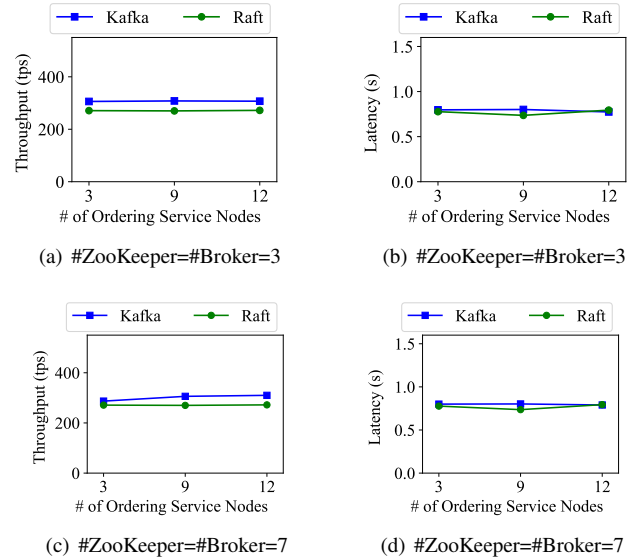 Kafka Raft
Throughput (tps)
400
200
0
3 9 12
# of Ordering Service Nodes
(a) #ZooKeeper=#Broker=3
Kafka Raft
Latency (s)
1.5
1.0
0.5
0.0
3 9 12
# of Ordering Service Nodes
(b) #ZooKeeper=#Broker=3
Kafka Raft
Throughput (tps)
400
200
0
3 9 12
# of Ordering Service Nodes
(c) #ZooKeeper=#Broker=7
Kafka Raft
Latency (s)
1.5
1.0
0.5
0.0
3 9 12
# of Ordering Service Nodes
(d) #ZooKeeper=#Broker=7